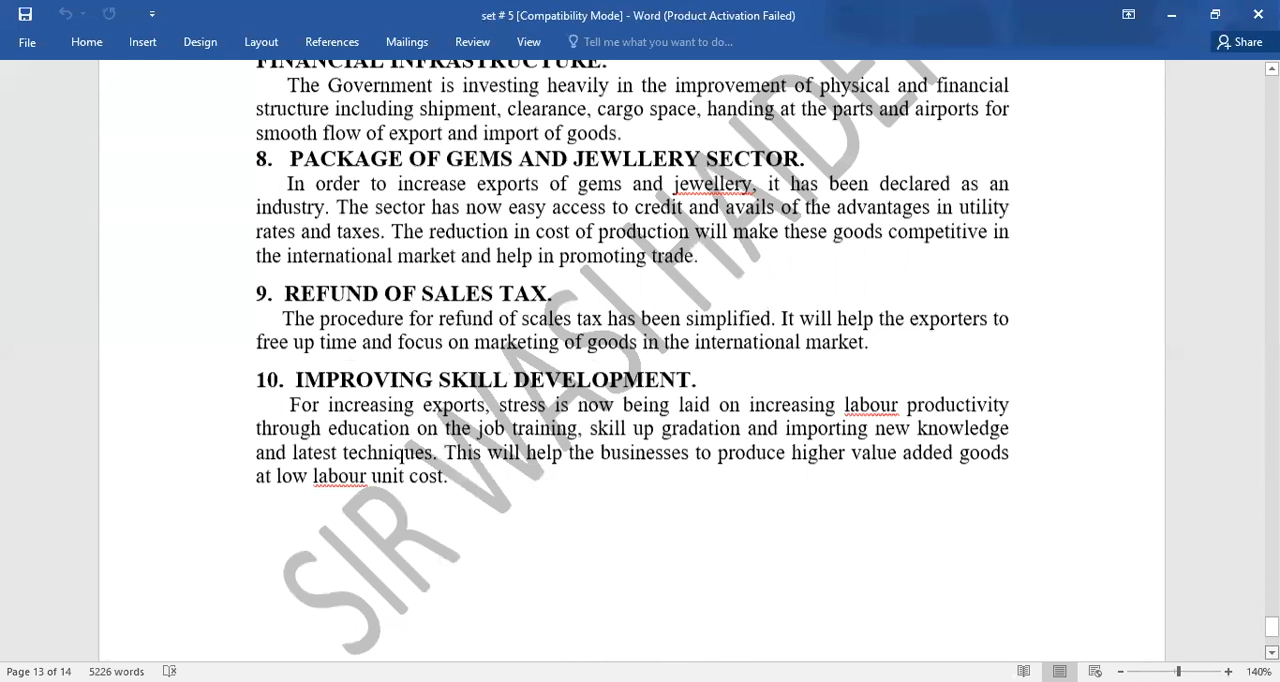 set # 5 [Compatibility Mode] - Word (Product Activation Failed)
File Home Insert Design Layout References Mailings Review View Tell me what you want to do... Share
FINANCIAL INFRASTRUCTURE.
The Government is investing heavily in the improvement of physical and financial
structure including shipment, clearance, cargo space, handing at the parts and airports for
smooth flow of export and import of goods.
8. PACKAGE OF GEMS AND JEWLLERY SECTOR.
In order to increase exports of gems and jewellery, it has been declared as an
industry. The sector has now easy access to credit and avails of the advantages in utility
rates and taxes. The reduction in cost of production will make these goods competitive in
the international market and help in promoting trade.
9. REFUND OF SALES TAX.
The procedure for refund of scales tax has been simplified. It will help the exporters to
free up time and focus on marketing of goods in the international market.
10. IMPROVING SKILL DEVELOPMENT.
For increasing exports, stress is now being laid on increasing labour productivity
through education on the job training, skill up gradation and importing new knowledge
and latest techniques. This will help the businesses to produce higher value added goods
at low labour unit cost.
SIR WASI HAIDER
Page 13 of 14 5226 words 140%